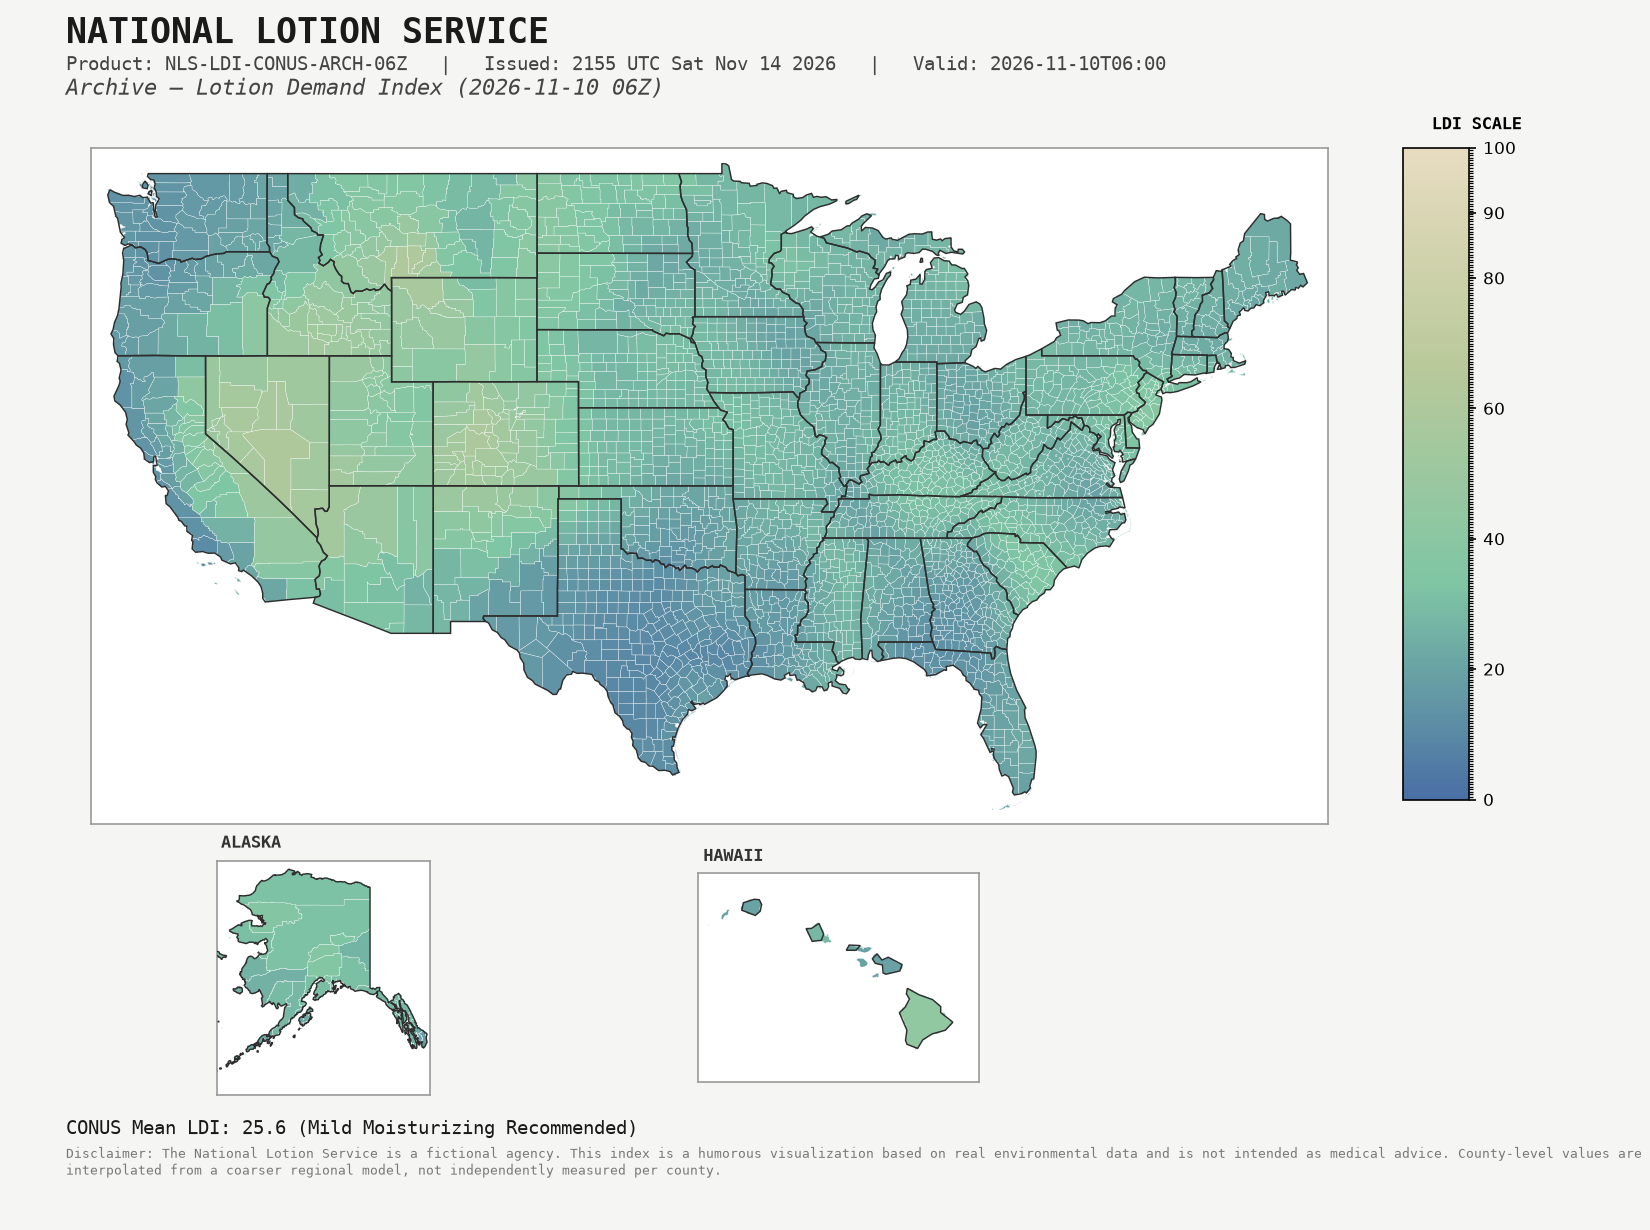 NATIONAL LOTION SERVICE
Product: NLS-LDI-CONUS-ARCH-06Z | Issued: 2155 UTC Sat Nov 14 2026 | Valid: 2026-11-10T06:00
Archive — Lotion Demand Index (2026-11-10 06Z)
LDI SCALE
100
90
80
60
40
20
0
ALASKA
HAWAII
CONUS Mean LDI: 25.6 (Mild Moisturizing Recommended)
Disclaimer: The National Lotion Service is a fictional agency. This index is a humorous visualization based on real environmental data and is not intended as medical advice. County-level values are
interpolated from a coarser regional model, not independently measured per county.